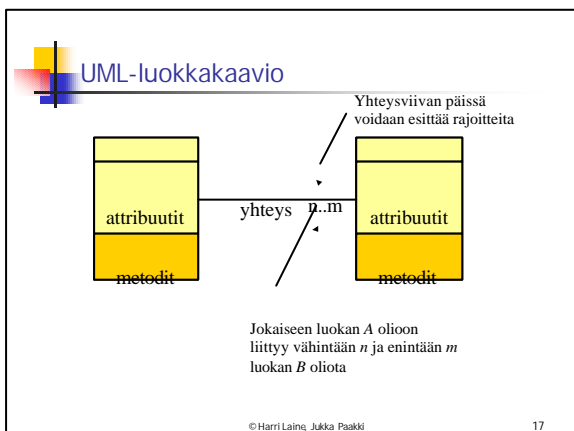 UML-luokkakaavio
Yhteysviivan päissä
voidaan esittää rajoitteita
attribuutit
yhteys
n..m
attribuutit
metodit
metodit
Jokaiseen luokan A olioon
liittyy vähintään n ja enintään m
luokan B oliota
© Harri Laine, Jukka Paakki
17